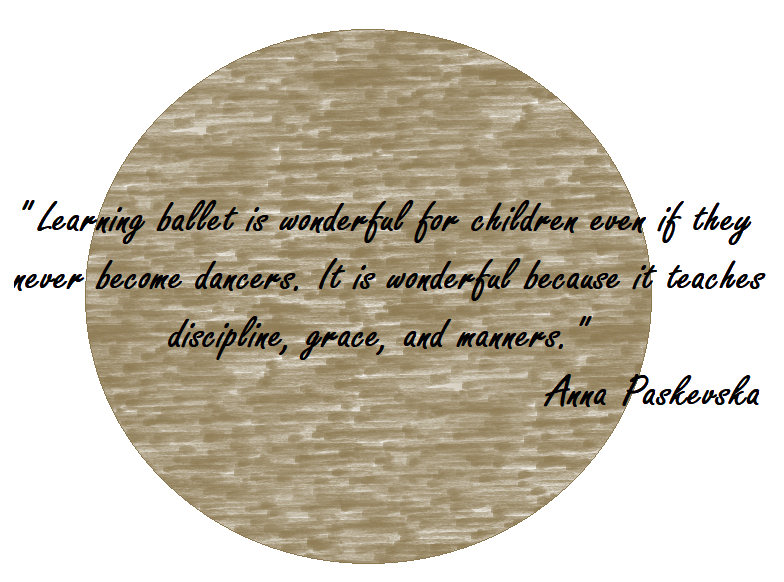 "Learning ballet is wonderful for children even if they
never become dancers. It is wonderful because it teaches
discipline, grace, and manners."
Anna Paskevska